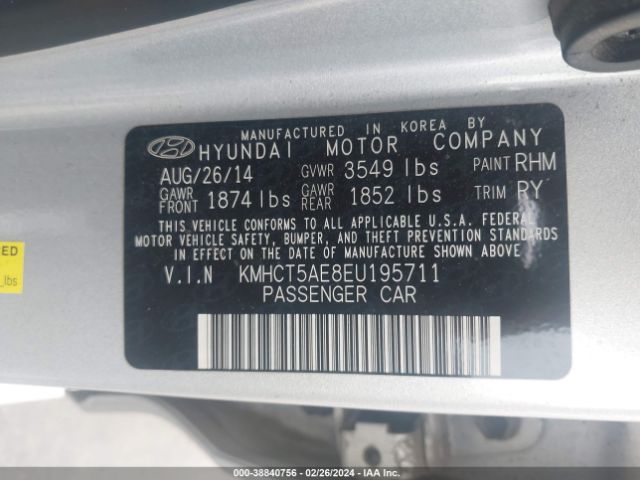 MANUFACTURED IN KOREA BY
HYUNDAI MOTOR COMPANY
AUG/26/14 GVWR 3549 lbs PAINT RHM
GAWR FRONT 1874 lbs GAWR REAR 1852 lbs TRIM RY
THIS VEHICLE CONFORMS TO ALL APPLICABLE U.S.A. FEDERAL
MOTOR VEHICLE SAFETY, BUMPER, AND THEFT PREVENTION STANDARDS
IN EFFECT ON THE DATE OF MANUFACTURE SHOWN ABOVE.
V.I.N KMHCT5AE8EU195711
PASSENGER CAR
lbs
000-38840756 - 02/26/2024 - IAA Inc.